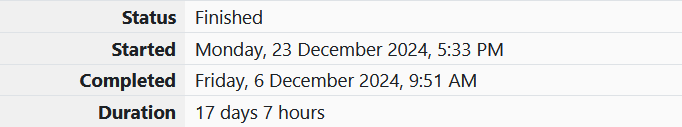 Status Finished
Started Monday, 23 December 2024, 5:33 PM
Completed Friday, 6 December 2024, 9:51 AM
Duration 17 days 7 hours